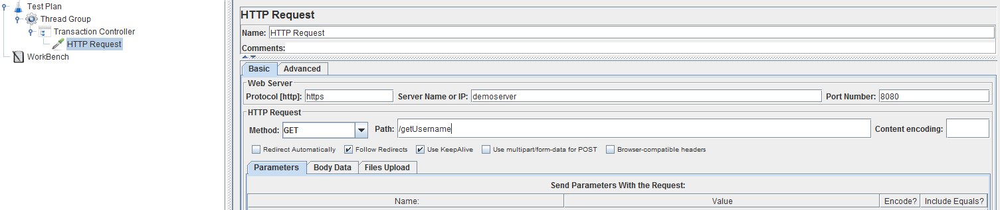 Test Plan
Thread Group
Transaction Controller
HTTP Request
WorkBench
HTTP Request
Name: HTTP Request
Comments:
Basic Advanced
Web Server
Protocol [http]: https Server Name or IP: demoserver Port Number: 8080
HTTP Request
Method: GET Path: /getUsername Content encoding:
Redirect Automatically Follow Redirects Use KeepAlive Use multipart/form-data for POST Browser-compatible headers
Parameters Body Data Files Upload
Send Parameters With the Request:
Name: Value Encode? Include Equals?